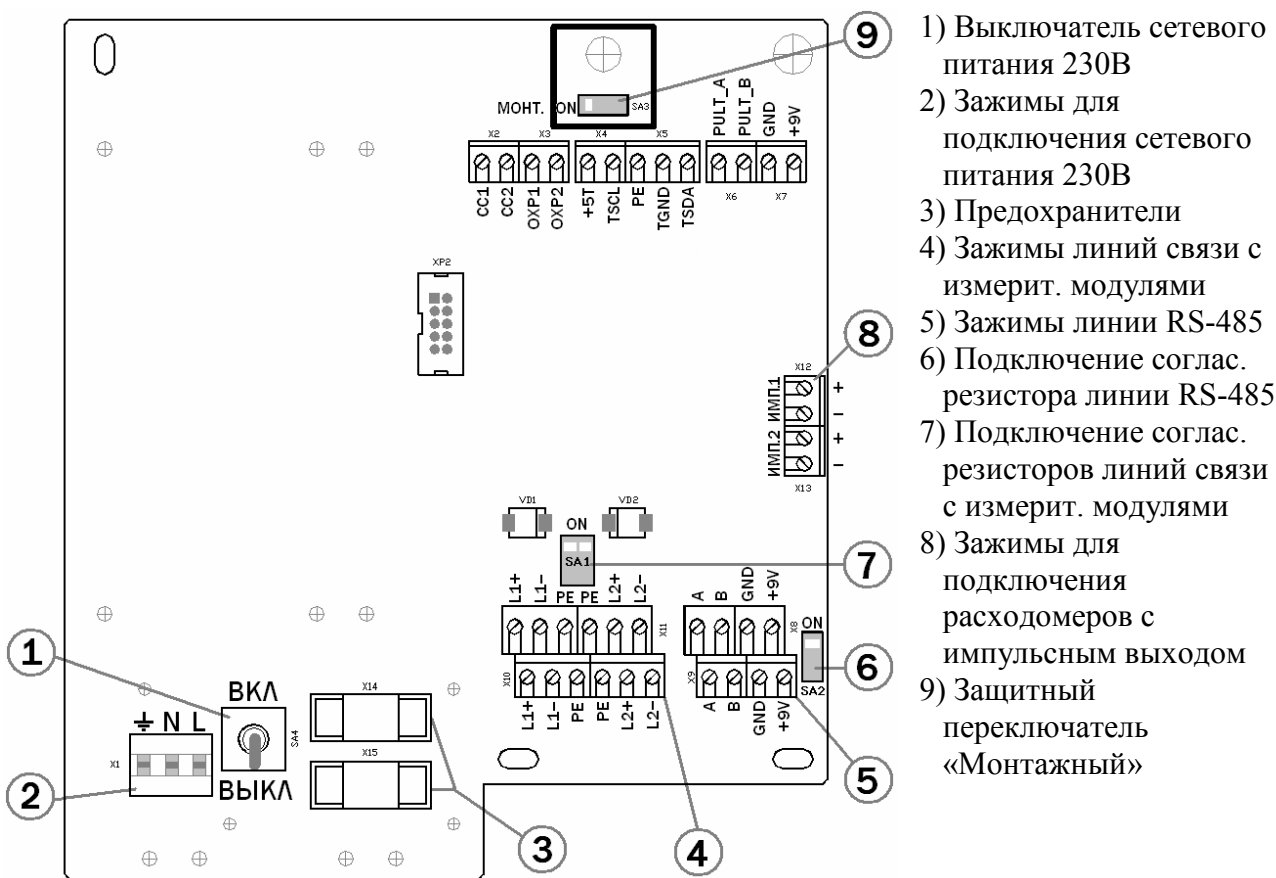 9
МОНТ.
ON
SA3
PULT_A
PULT_B
GND
+9V
X2
X3
X4
X5
CC1
CC2
OXP1
OXP2
+5T
TSCL
PE
TGND
TSDA
X6
X7
XP2
8
X12
ИМП.1
+
−
ИМП.2
+
−
X13
VD1
ON
VD2
SA1
7
L1+
L1−
PE
PE
L2+
L2−
X11
A
B
GND
+9V
X8
ON
SA2
6
X10
L1+
L1−
PE
PE
L2+
L2−
X9
A
B
GND
+9V
5
4
1
ВКЛ
N L
X1
SA4
ВЫКЛ
2
X14
X15
3
1) Выключатель сетевого
питания 230В
2) Зажимы для
подключения сетевого
питания 230В
3) Предохранители
4) Зажимы линий связи с
измерит. модулями
5) Зажимы линии RS-485
6) Подключение соглас.
резистора линии RS-485
7) Подключение соглас.
резисторов линий связи
с измерит. модулями
8) Зажимы для
подключения
расходомеров с
импульсным выходом
9) Защитный
переключатель
«Монтажный»